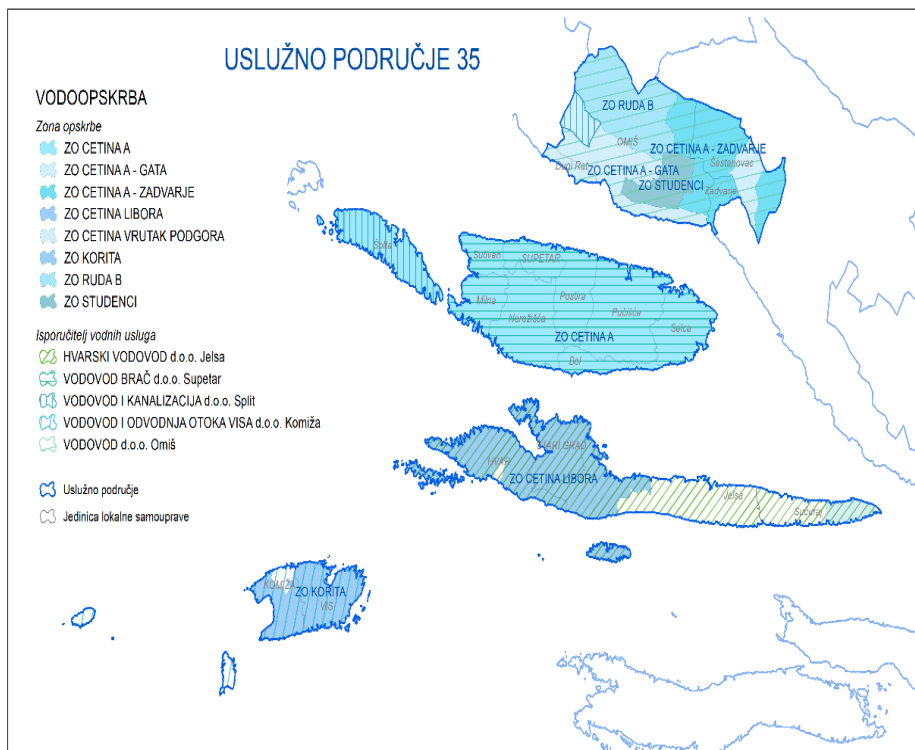 USLUŽNO PODRUČJE 35
VODOOPSKRBA
Zona opskrbe
ZO CETINA A
ZO CETINA A - GATA
ZO CETINA A - ZADVARJE
ZO CETINA LIBORA
ZO CETINA VRUTAK PODGORA
ZO KORITA
ZO RUDA B
ZO STUDENCI
Isporučitelj vodnih usluga
HVARSKI VODOVOD d.o.o. Jelsa
VODOVOD BRAČ d.o.o. Supetar
VODOVOD I KANALIZACIJA d.o.o. Split
VODOVOD I ODVODNJA OTOKA VISA d.o.o. Komiža
VODOVOD d.o.o. Omiš
Uslužno područje
Jedinica lokalne samouprave
ZO RUDA B
OMIŠ
ZO CETINA A - ZADVARJE
Dugi Rat
Šestanovac
ZO CETINA A - GATA
ZO STUDENCI
Zadvarje
Šolta
Sutivan
SUPETAR
Milna
Postira
Nerežišća
Pučišća
Selca
ZO CETINA A
Bol
STARI GRAD
HVAR
ZO CETINA LIBORA
Jelsa
Sućuraj
KOMIŽA
ZO KORITA
VIS